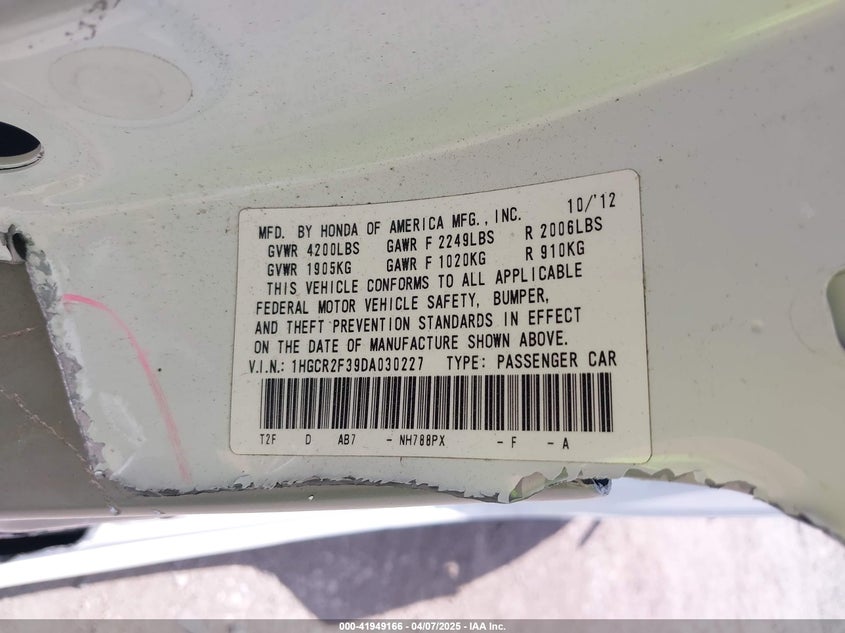 MFD. BY HONDA OF AMERICA MFG., INC. 10/'12
GVWR 4200LBS GAWR F 2249LBS R 2006LBS
GVWR 1905KG GAWR F 1020KG R 910KG
THIS VEHICLE CONFORMS TO ALL APPLICABLE
FEDERAL MOTOR VEHICLE SAFETY, BUMPER,
AND THEFT PREVENTION STANDARDS IN EFFECT
ON THE DATE OF MANUFACTURE SHOWN ABOVE.
V.I.N.: 1HGCR2F39DA030227 TYPE: PASSENGER CAR
T2F D AB7 - NH788PX - F - A
000-41949166 - 04/07/2025 - IAA Inc.